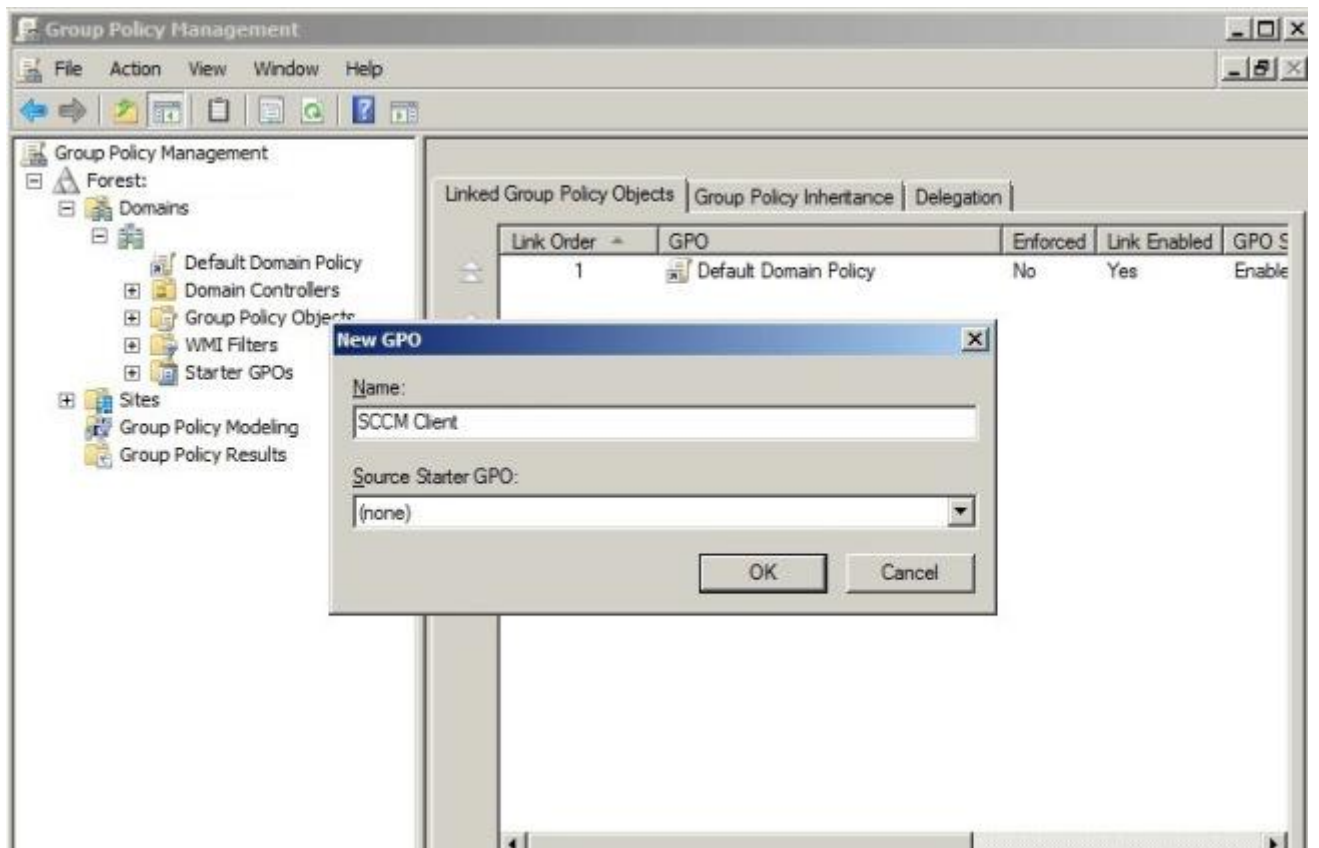 Group Policy Management
File Action View Window Help
Group Policy Management
Forest:
Domains
Default Domain Policy
Domain Controllers
Group Policy Objects
WMI Filters
Starter GPOs
Sites
Group Policy Modeling
Group Policy Results
Linked Group Policy Objects Group Policy Inheritance Delegation
Link Order GPO Enforced Link Enabled GPO S
1 Default Domain Policy No Yes Enable
New GPO
Name:
SCCM Client
Source Starter GPO:
(none)
OK Cancel